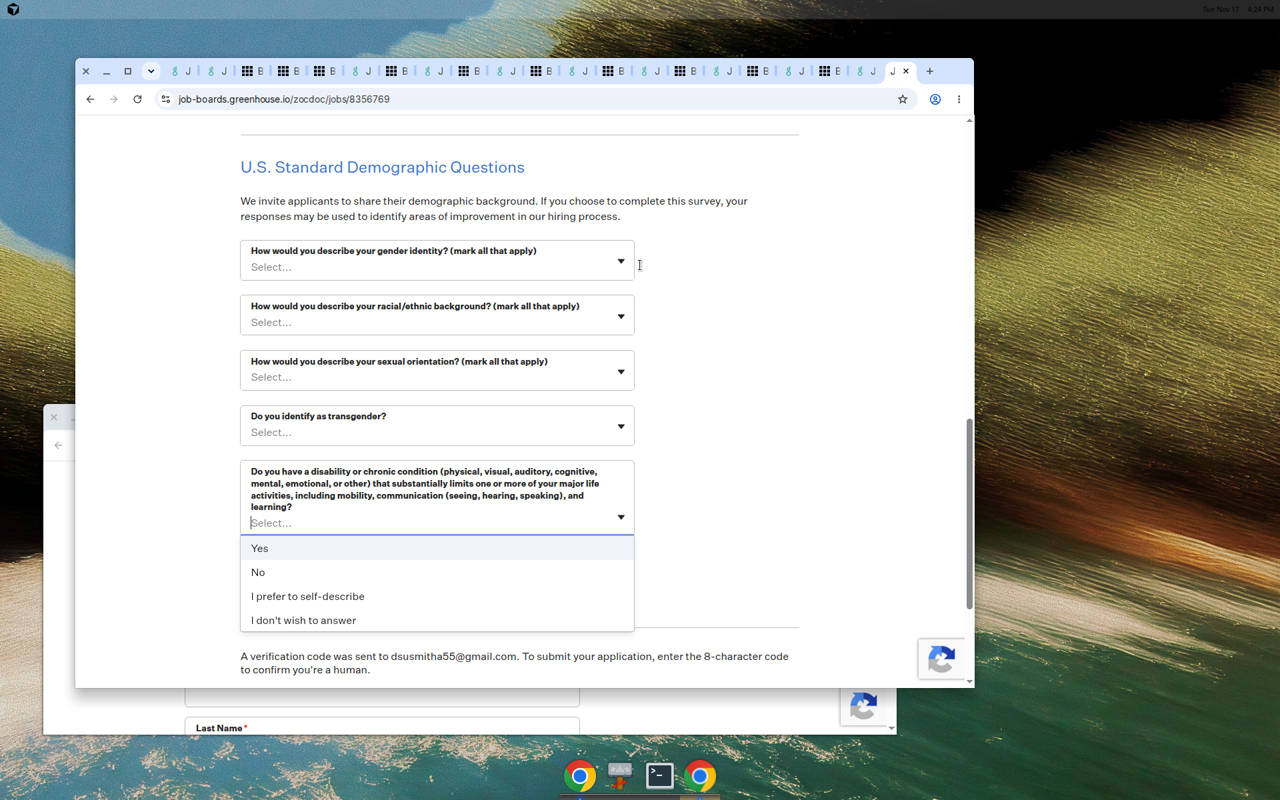 Tue Nov 17 4:24 PM
J J B B B J B J B J B J B J B J B J B J J
job-boards.greenhouse.io/zocdoc/jobs/8356769
U.S. Standard Demographic Questions
We invite applicants to share their demographic background. If you choose to complete this survey, your
responses may be used to identify areas of improvement in our hiring process.
How would you describe your gender identity? (mark all that apply)
Select...
How would you describe your racial/ethnic background? (mark all that apply)
Select...
How would you describe your sexual orientation? (mark all that apply)
Select...
Do you identify as transgender?
Select...
Do you have a disability or chronic condition (physical, visual, auditory, cognitive,
mental, emotional, or other) that substantially limits one or more of your major life
activities, including mobility, communication (seeing, hearing, speaking), and
learning?
Select...
Yes
No
I prefer to self-describe
I don't wish to answer
A verification code was sent to dsusmitha55@gmail.com. To submit your application, enter the 8-character code
to confirm you're a human.
Last Name*